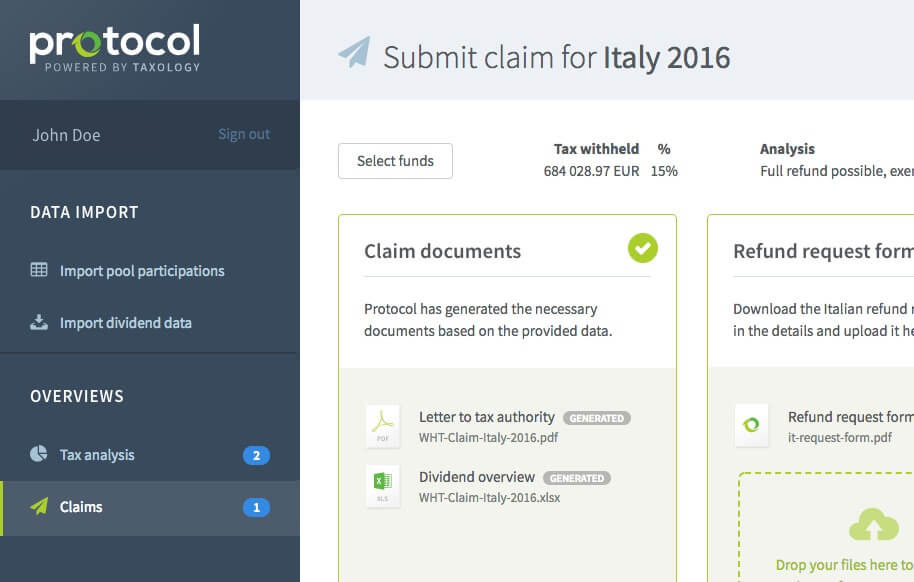 protocol
POWERED BY TAXOLOGY
John Doe
Sign out
DATA IMPORT
Import pool participations
Import dividend data
OVERVIEWS
Tax analysis
2
Claims
1
Submit claim for Italy 2016
Select funds
Tax withheld %
684 028.97 EUR 15%
Analysis
Full refund possible,
Claim documents
Protocol has generated the necessary
documents based on the provided data.
PDF
Letter to tax authority GENERATED
WHT-Claim-Italy-2016.pdf
XLS
Dividend overview GENERATED
WHT-Claim-Italy-2016.xlsx
Refund request form
Download the Italian refund
in the details and upload it
Refund request form
it-request-form.pdf
Drop your files here to